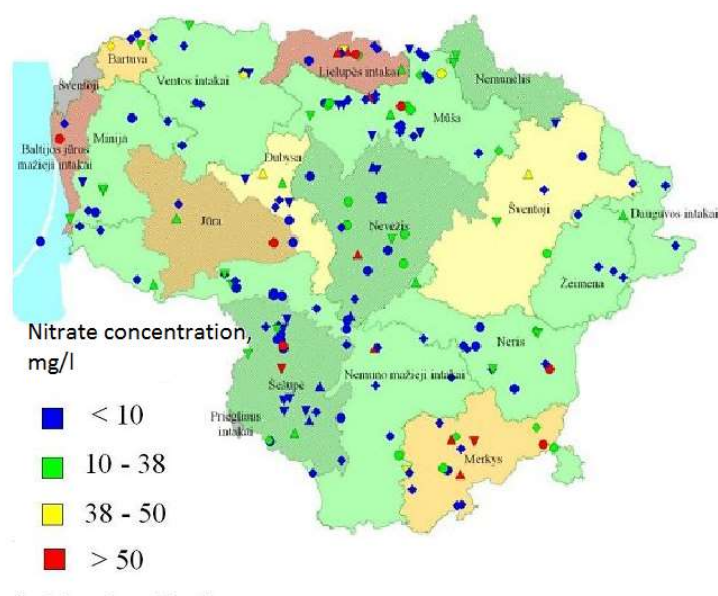 Bartuva
Šventoji
Ventos intakai
Lielupės intakai
Nemunėlis
Mūša
Minija
Baltijos jūros
mažieji intakai
Dubysa
Jūra
Nevėžis
Šventoji
Dauguvos intakai
Žeimena
Neris
Nemuno mažieji intakai
Šešupė
Priegliaus
intakai
Merkys
Nitrate concentration,
mg/l
< 10
10 - 38
38 - 50
> 50